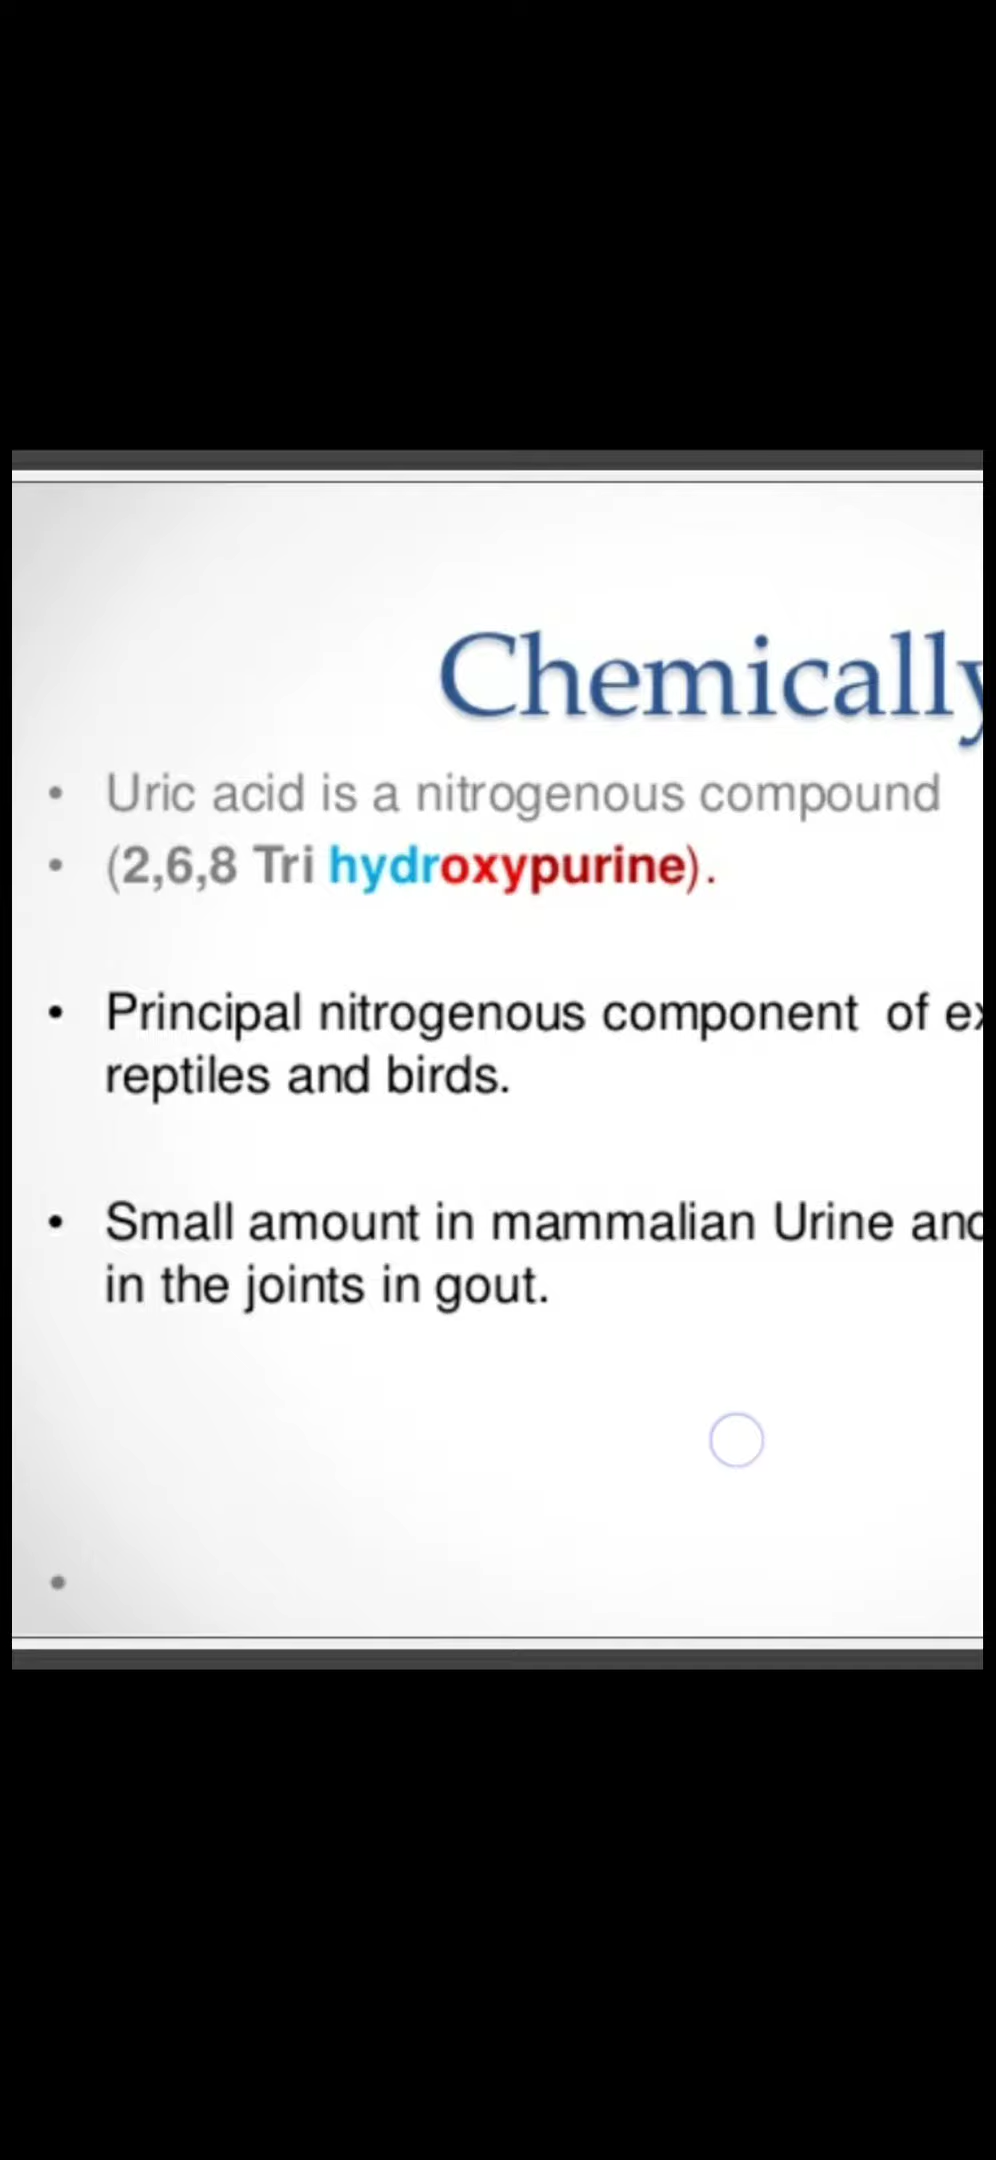 Chemically
• Uric acid is a nitrogenous compound
• (2,6,8 Tri hydroxypurine).
• Principal nitrogenous component of
reptiles and birds.
• Small amount in mammalian Urine and
in the joints in gout.
•